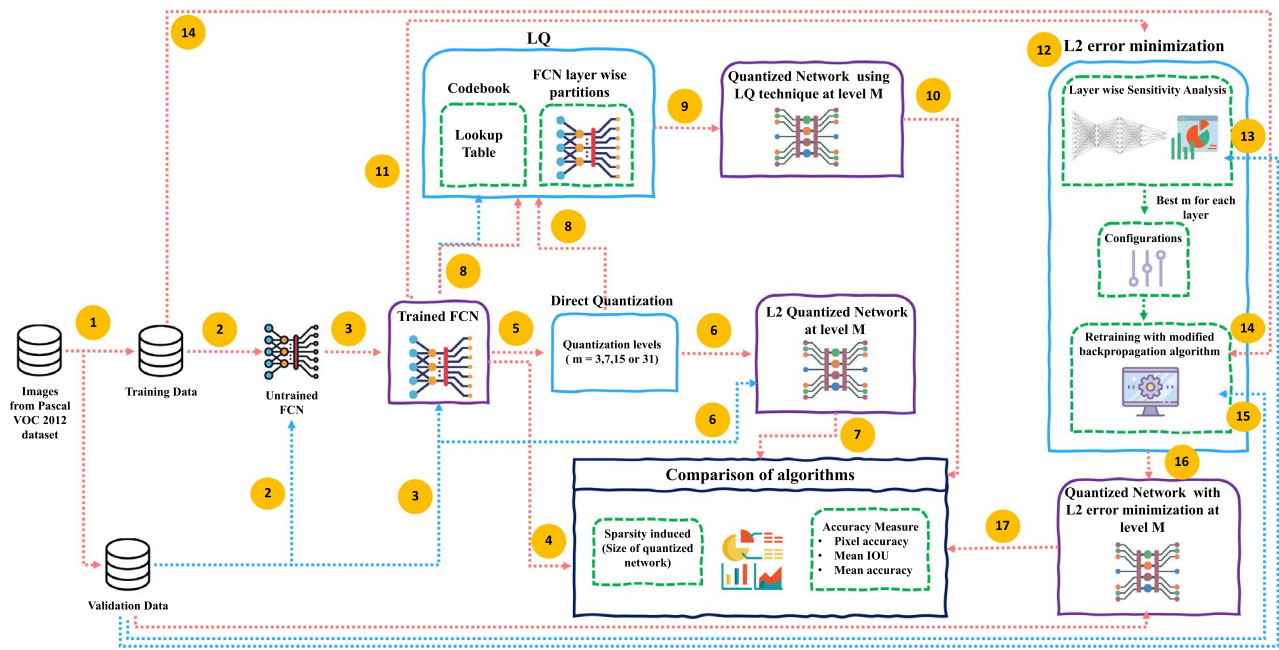 14
LQ
12
L2 error minimization
Codebook
FCN layer wise
partitions
Lookup
Table
9
Quantized Network  using
LQ technique at level M
10
Layer wise Sensitivity Analysis
13
11
Best m for each
layer
8
8
Configurations
1
2
3
Trained FCN
5
Direct Quantization
Quantization levels
( m = 3,7,15 or 31)
6
L2 Quantized Network
at level M
14
Retraining with modified
backpropagation algorithm
Images
from Pascal
VOC 2012
dataset
Training Data
Untrained
FCN
6
7
15
2
3
4
Comparison of algorithms
16
Sparsity induced
(Size of quantized
network)
Accuracy Measure
• Pixel accuracy
• Mean IOU
• Mean accuracy
17
Quantized Network  with
L2 error minimization at
level M
Validation Data